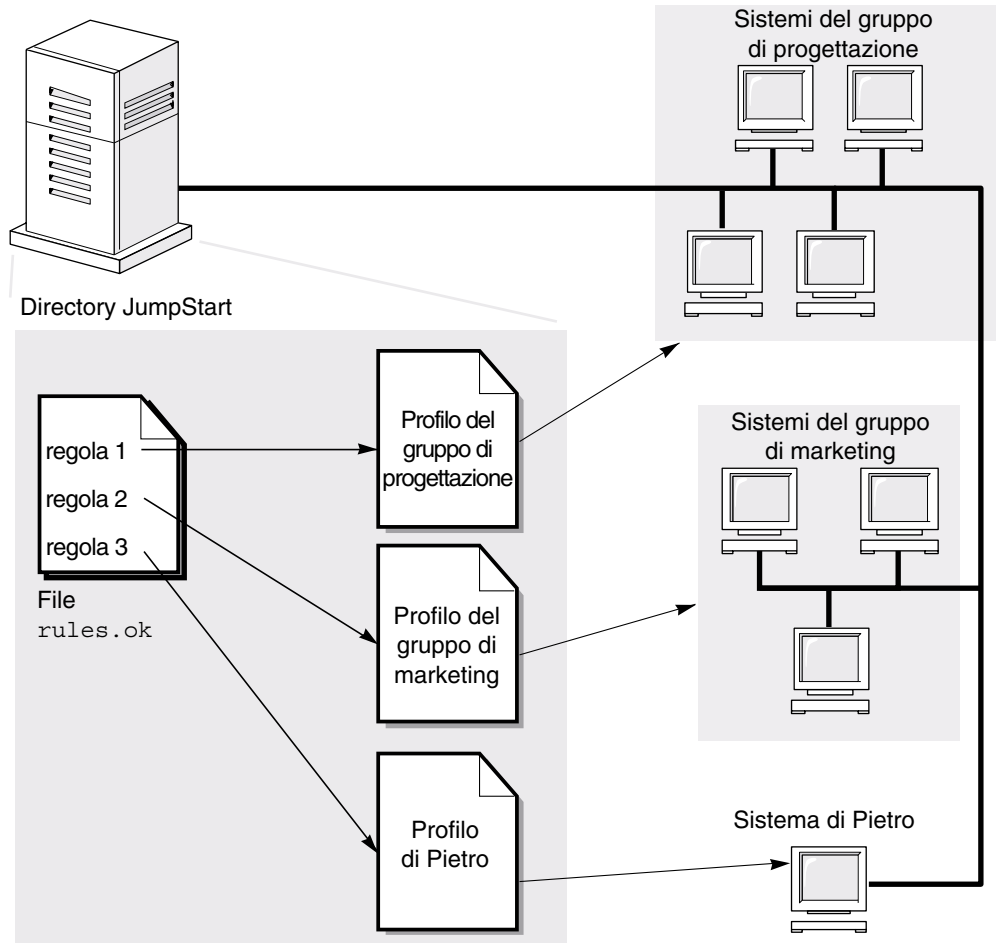 Sistemi del gruppo
di progettazione
Directory JumpStart
Profilo del
gruppo di
progettazione
regola 1
regola 2
regola 3
File
rules.ok
Sistemi del gruppo
di marketing
Profilo del
gruppo di
marketing
Sistema di Pietro
Profilo
di Pietro